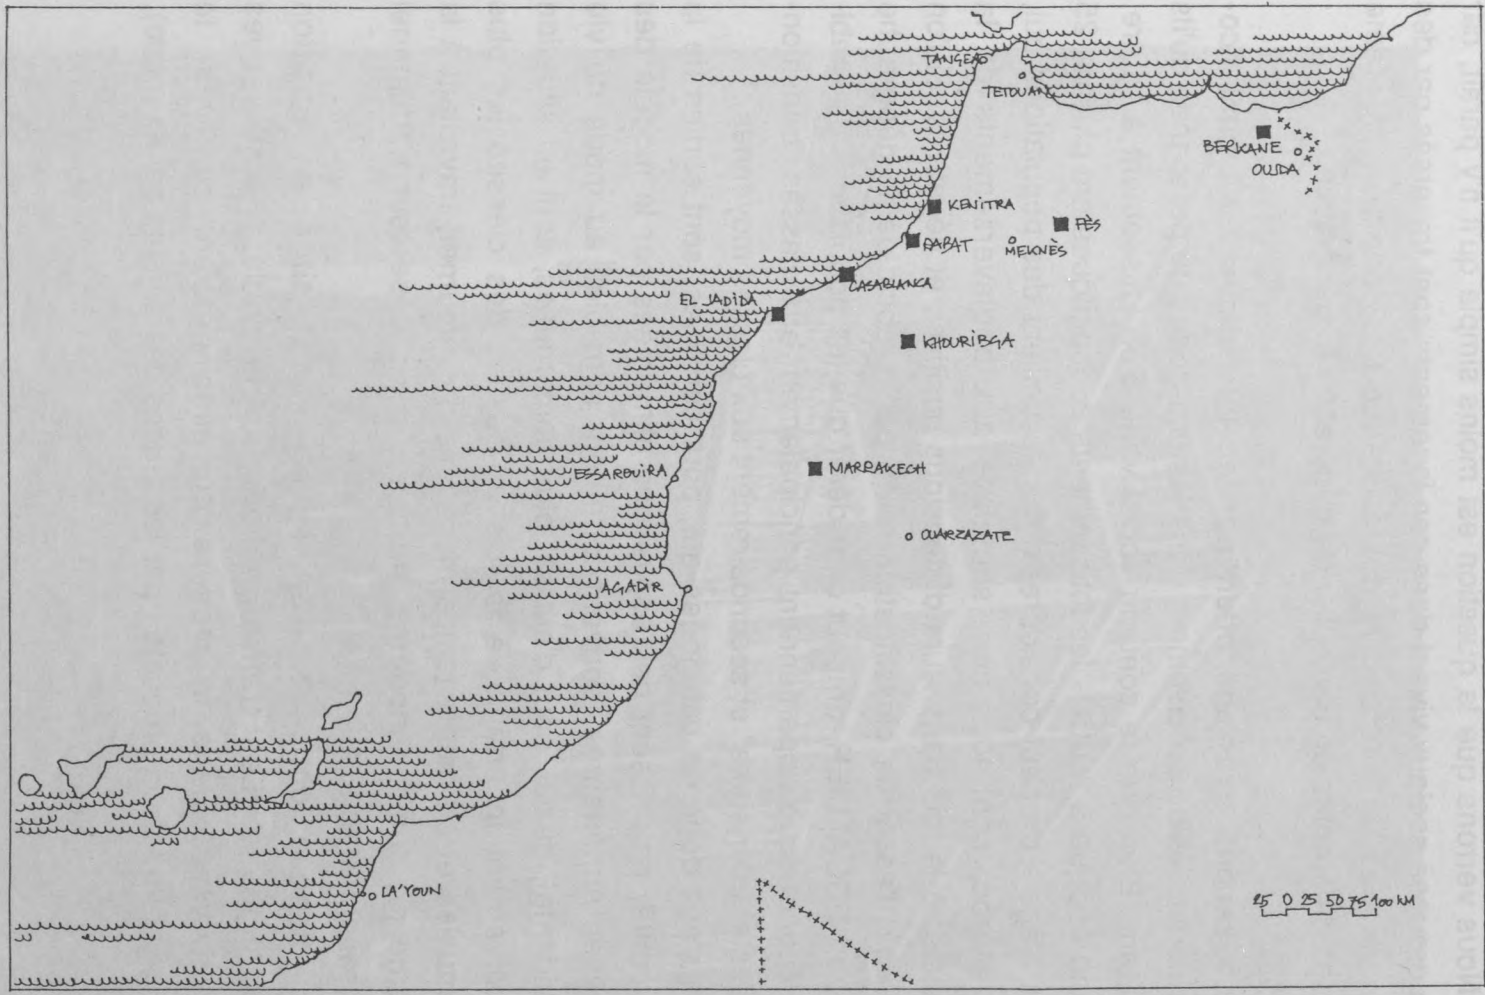 TANGER
TETOUAN
BERKANE
OUJDA
KENITRA
FÈS
RABAT
MEKNÈS
CASABLANCA
EL JADIDA
KHOURIBGA
ESSAROUIRA
MARRAKECH
OUARZAZATE
AGADIR
LA'YOUN
25 0 25 50 75 100 KM